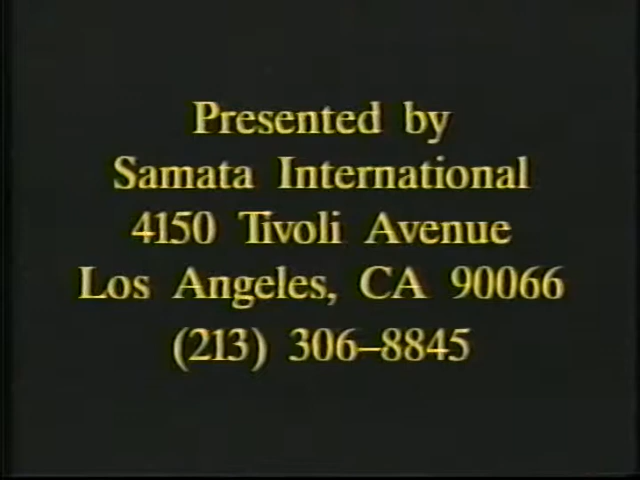 Presented by
Samata International
4150 Tivoli Avenue
Los Angeles, CA 90066
(213) 306–8845